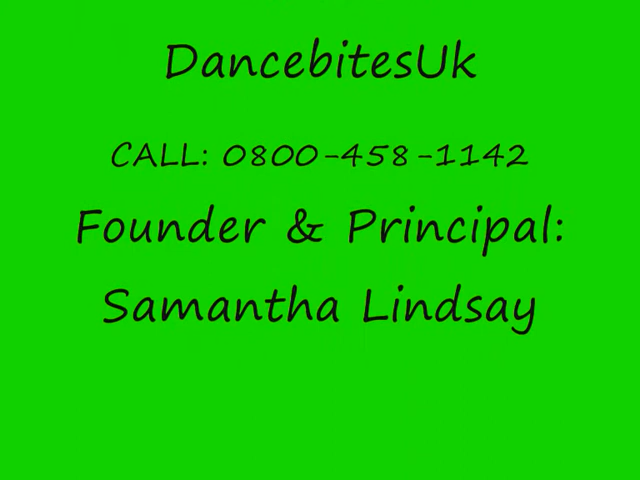 DancebitesUk
CALL: 0800-458-1142
Founder & Principal:
Samantha Lindsay